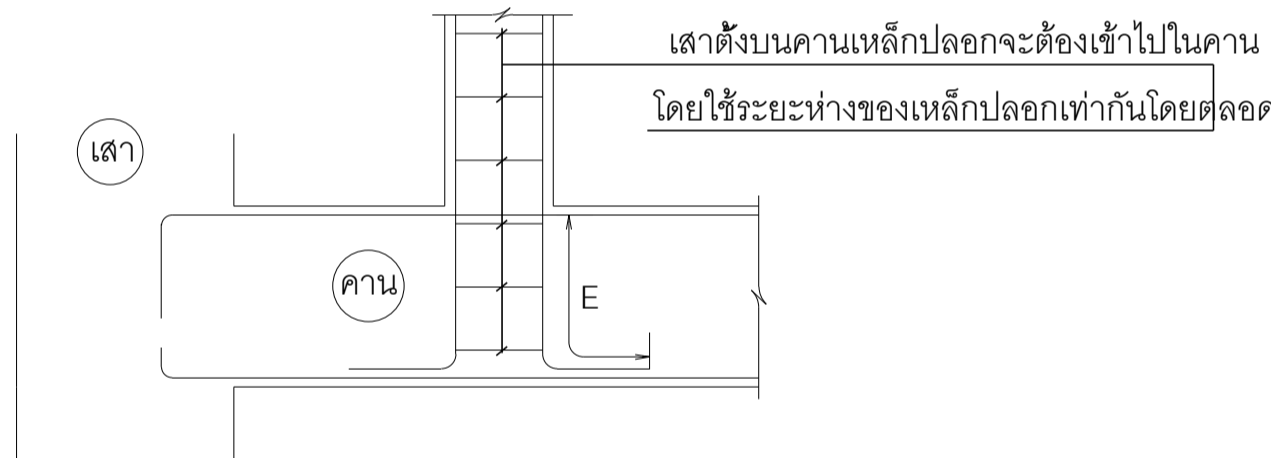 เสาตั้งบนคานเหล็กปลอกจะต้องเข้าไปในคาน
โดยใช้ระยะห่างของเหล็กปลอกเท่ากันโดยตลอด
เสา
คาน
E